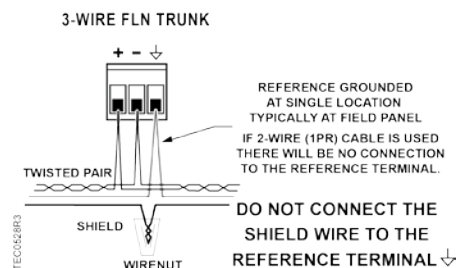 3-WIRE FLN TRUNK
+ - ⏚
REFERENCE GROUNDED
AT SINGLE LOCATION
TYPICALLY AT FIELD PANEL
IF 2-WIRE (1PR) CABLE IS USED
THERE WILL BE NO CONNECTION
TO THE REFERENCE TERMINAL.
TWISTED PAIR
SHIELD
WIRENUT
DO NOT CONNECT THE
SHIELD WIRE TO THE
REFERENCE TERMINAL ⏚
TEC0528R3